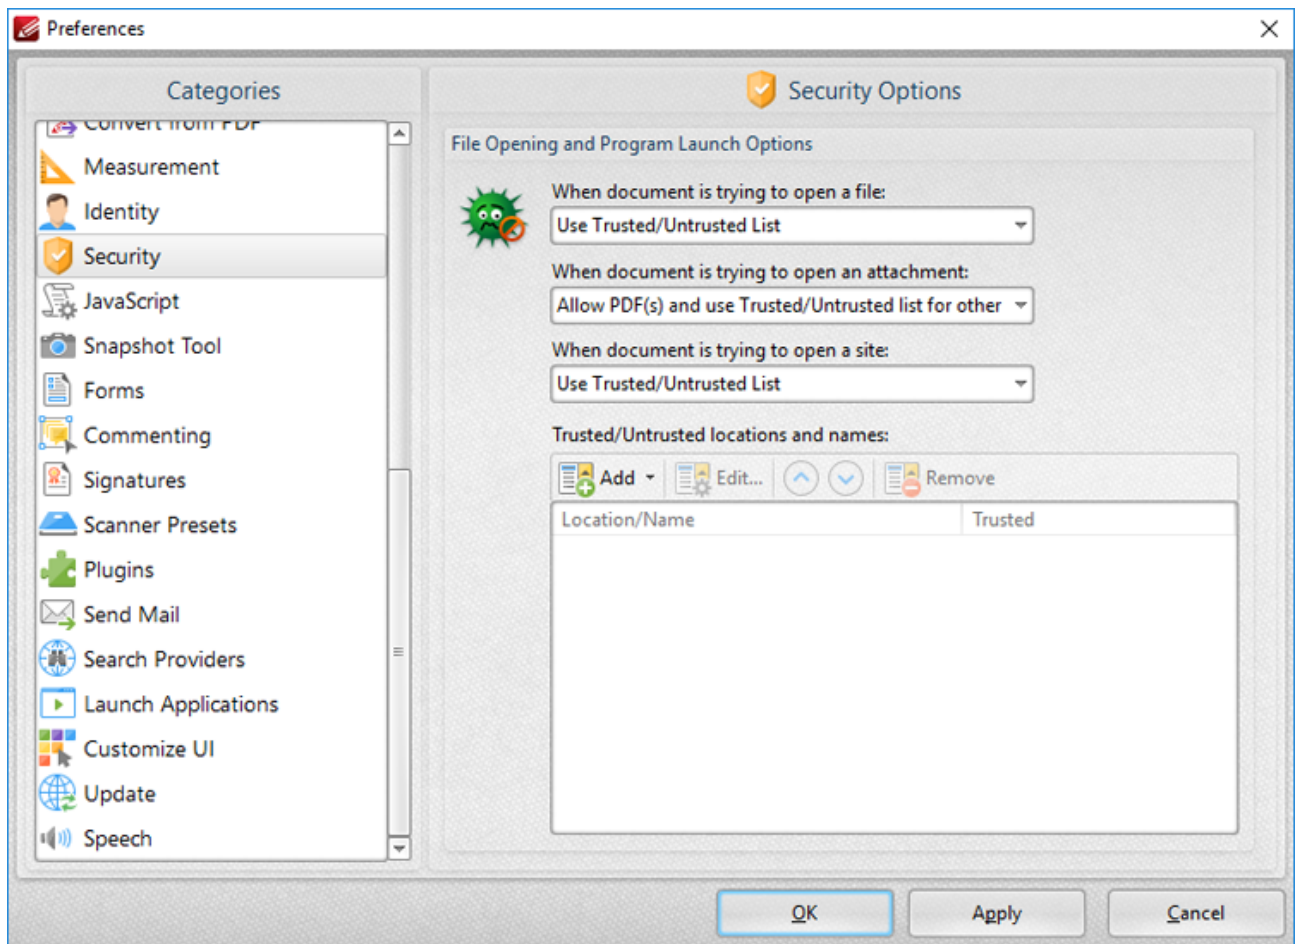 Preferences
Categories
Convert from PDF
Measurement
Identity
Security
JavaScript
Snapshot Tool
Forms
Commenting
Signatures
Scanner Presets
Plugins
Send Mail
Search Providers
Launch Applications
Customize UI
Update
Speech
Security Options
File Opening and Program Launch Options
When document is trying to open a file:
Use Trusted/Untrusted List
When document is trying to open an attachment:
Allow PDF(s) and use Trusted/Untrusted list for other
When document is trying to open a site:
Use Trusted/Untrusted List
Trusted/Untrusted locations and names:
Add Edit... Remove
Location/Name Trusted
OK Apply Cancel